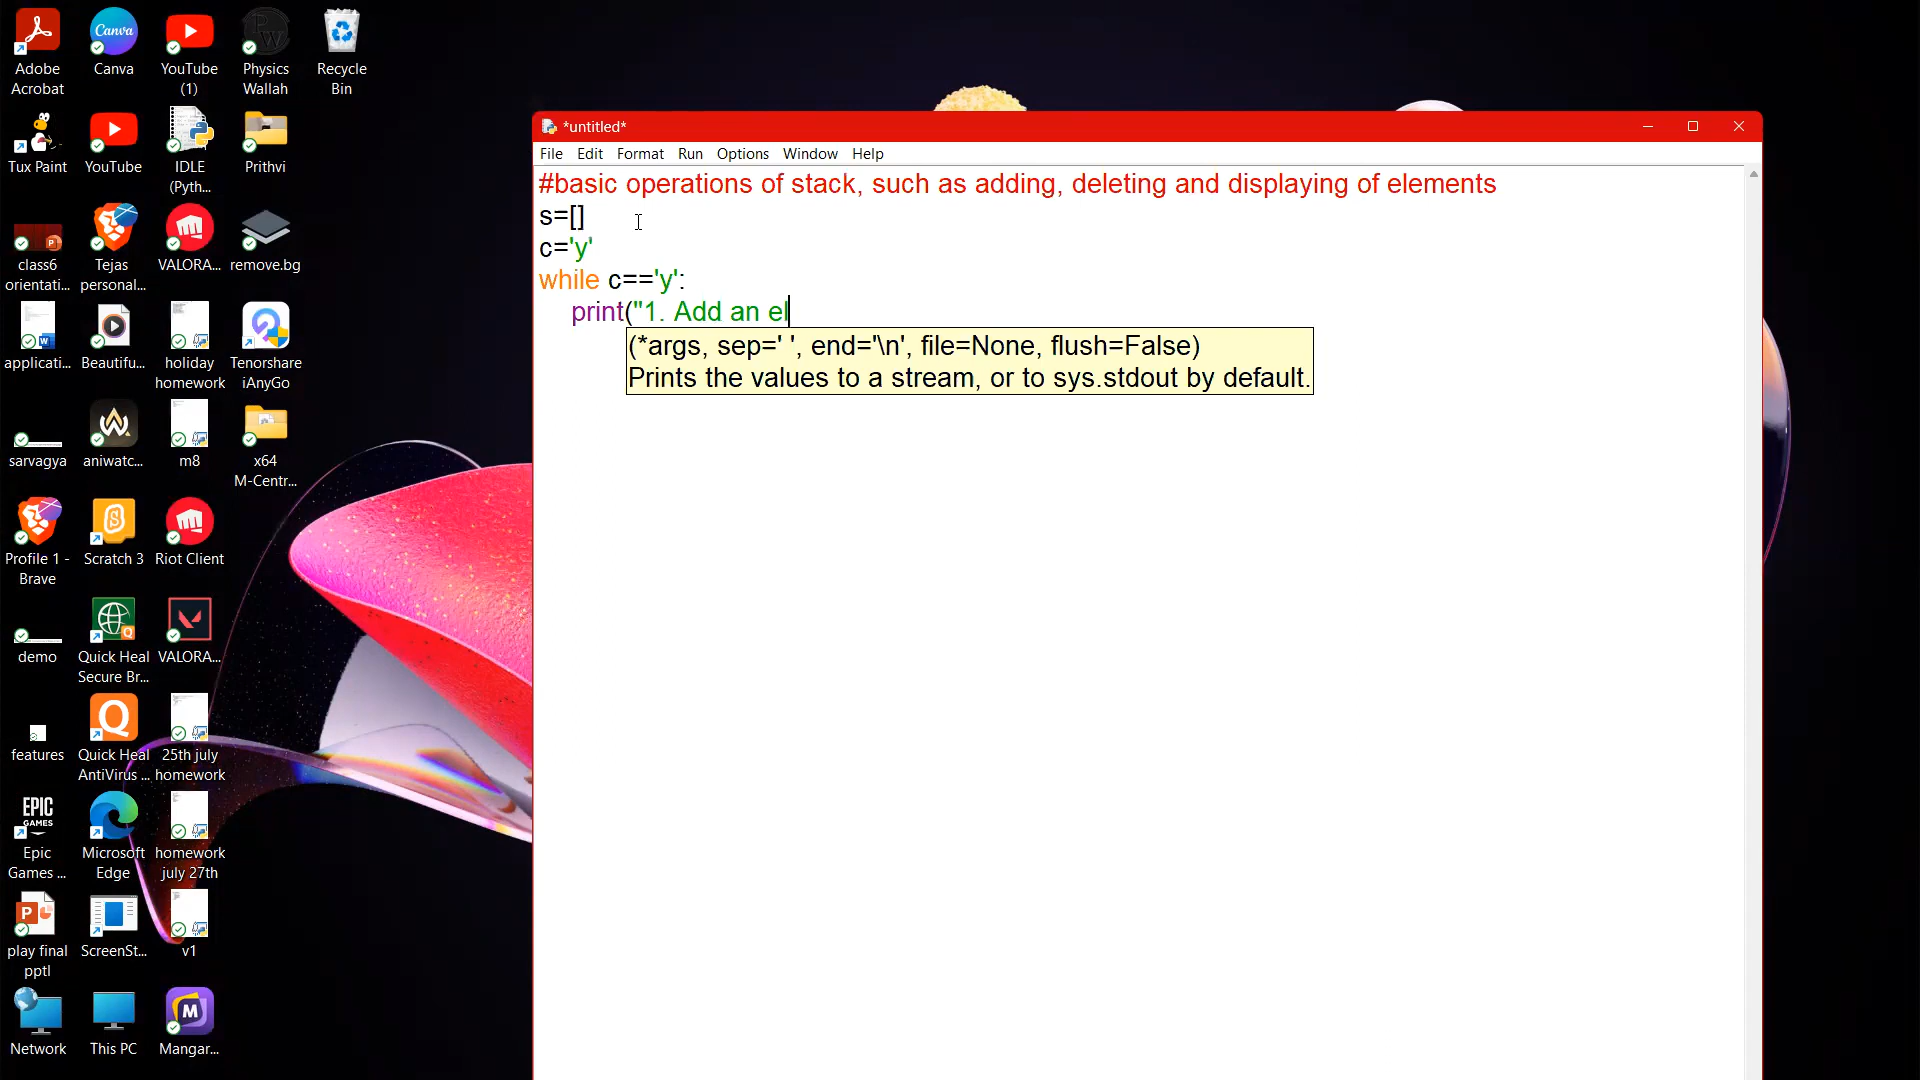 Adobe
Acrobat
Canva
Canva
YouTube
(1)
Physics
Wallah
Recycle
Bin
Tux Paint
YouTube
IDLE
(Pyth...
Prithvi
class6
orientati...
Tejas
personal...
VALORA...
remove.bg
applicati...
Beautifu...
holiday
homework
Tenorshare
iAnyGo
sarvagya
aniwatc...
m8
x64
M-Centr...
Profile 1 -
Brave
Scratch 3
Riot Client
demo
Quick Heal
Secure Br...
VALORA...
features
Quick Heal
AntiVirus ...
25th july
homework
EPIC
GAMES
Epic
Games ...
Microsoft
Edge
homework
july 27th
play final
pptl
ScreenSt...
v1
Network
This PC
Mangar...
*untitled*
File Edit Format Run Options Window Help
#basic operations of stack, such as adding, deleting and displaying of elements
s=[]
c='y'
while c=='y':
print("1. Add an el
(*args, sep=' ', end='\n', file=None, flush=False)
Prints the values to a stream, or to sys.stdout by default.